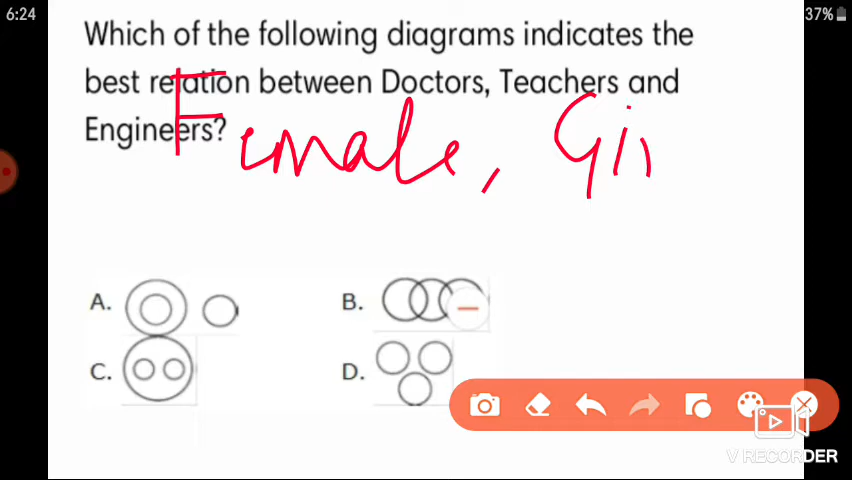 6:24
37%
Which of the following diagrams indicates the
best relation between Doctors, Teachers and
Engineers?
Female, Gi
A.
B.
C.
D.
V RECORDER